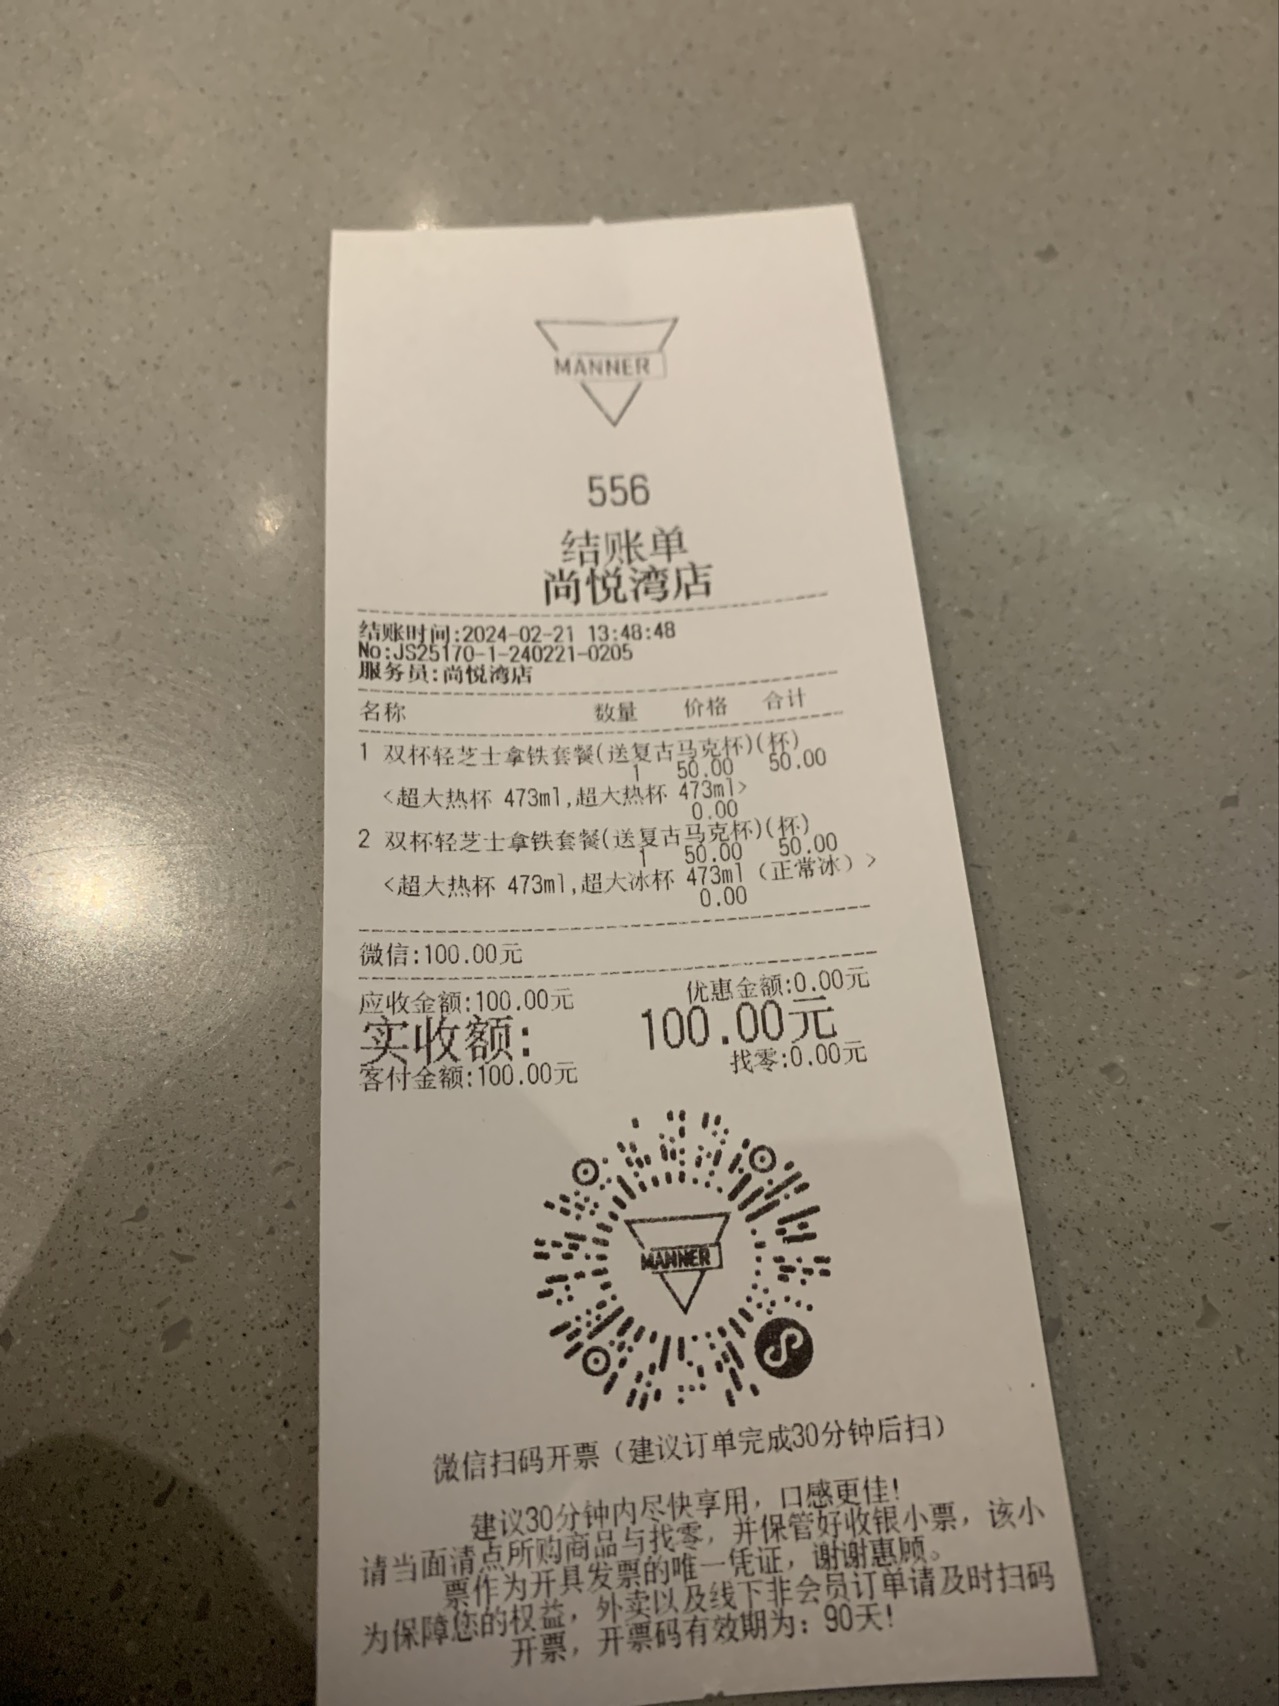 MANNER
556
结账单
尚悦湾店
结账时间:2024-02-21 13:48:48
No:JS25170-1-240221-0205
服务员:尚悦湾店
名称 数量 价格 合计
1 双杯轻芝士拿铁套餐(送复古马克杯)(杯)
1 50.00 50.00
<超大热杯 473ml,超大热杯 473ml>
0.00
2 双杯轻芝士拿铁套餐(送复古马克杯)(杯)
1 50.00 50.00
<超大热杯 473ml,超大冰杯 473ml（正常冰）>
0.00
微信:100.00元
应收金额:100.00元 优惠金额:0.00元
实收额: 100.00元
客付金额:100.00元 找零:0.00元
MANNER
微信扫码开票（建议订单完成30分钟后扫）
建议30分钟内尽快享用，口感更佳!
请当面清点所购商品与找零，并保管好收银小票，该小
票作为开具发票的唯一凭证，谢谢惠顾。
为保障您的权益，外卖以及线下非会员订单请及时扫码
开票，开票码有效期为：90天!